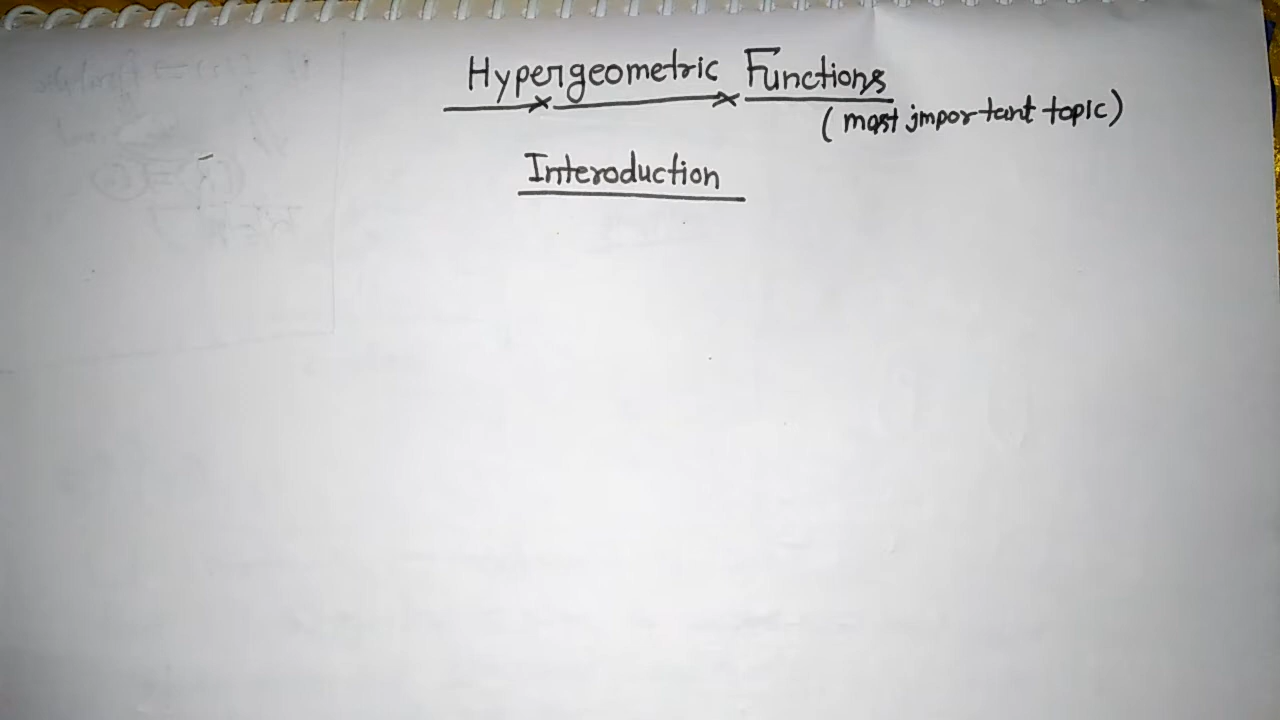 Hypergeometric Functions
(most important topic)
Interoduction